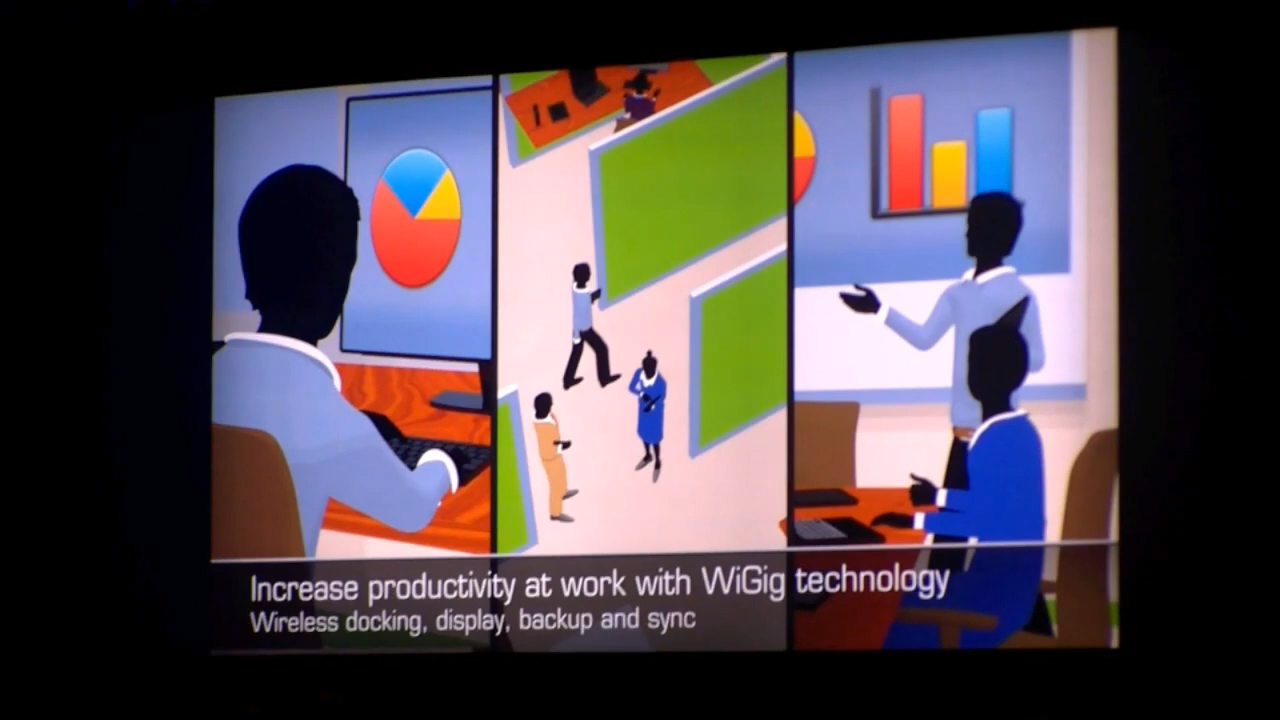 Increase productivity at work with WiGig technology
Wireless docking, display, backup and sync